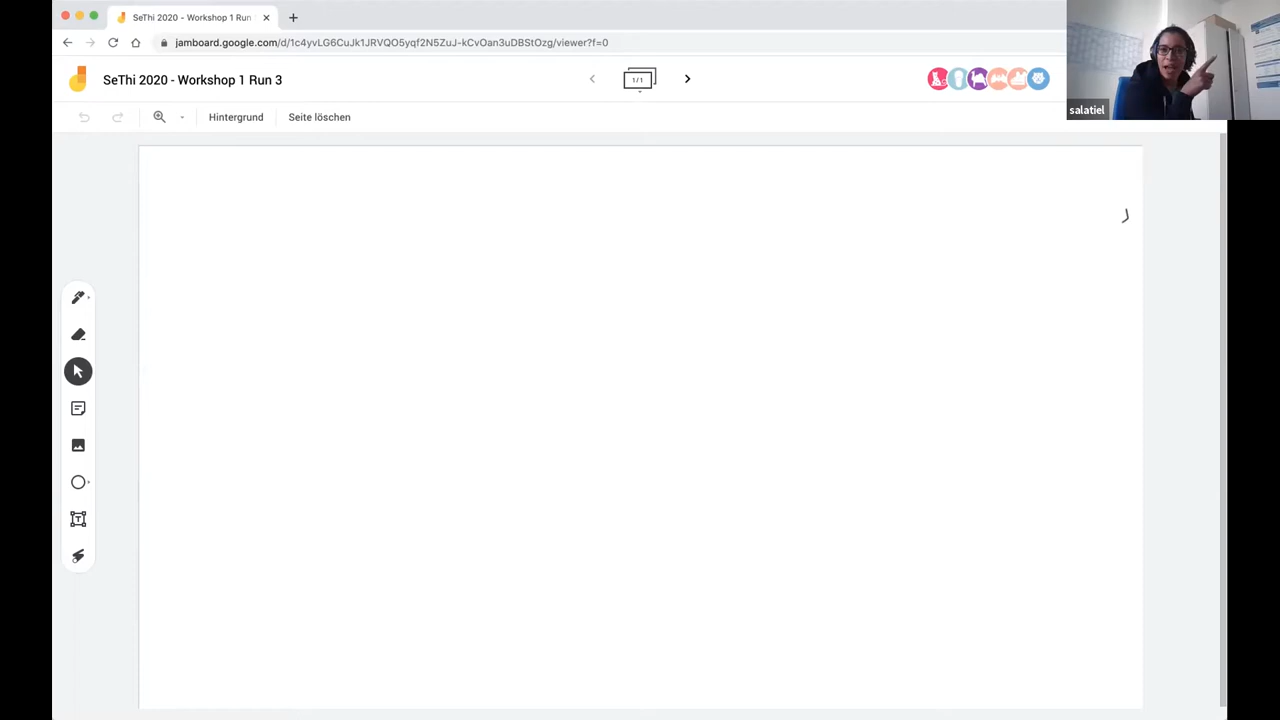 SeThi 2020 - Workshop 1 Run
jamboard.google.com/d/1c4yvLG6CuJk1JRVQO5yqf2N5ZuJ-kCvOan3uDBStOzg/viewer?f=0
SeThi 2020 - Workshop 1 Run 3
1/1
salatiel
Hintergrund
Seite löschen